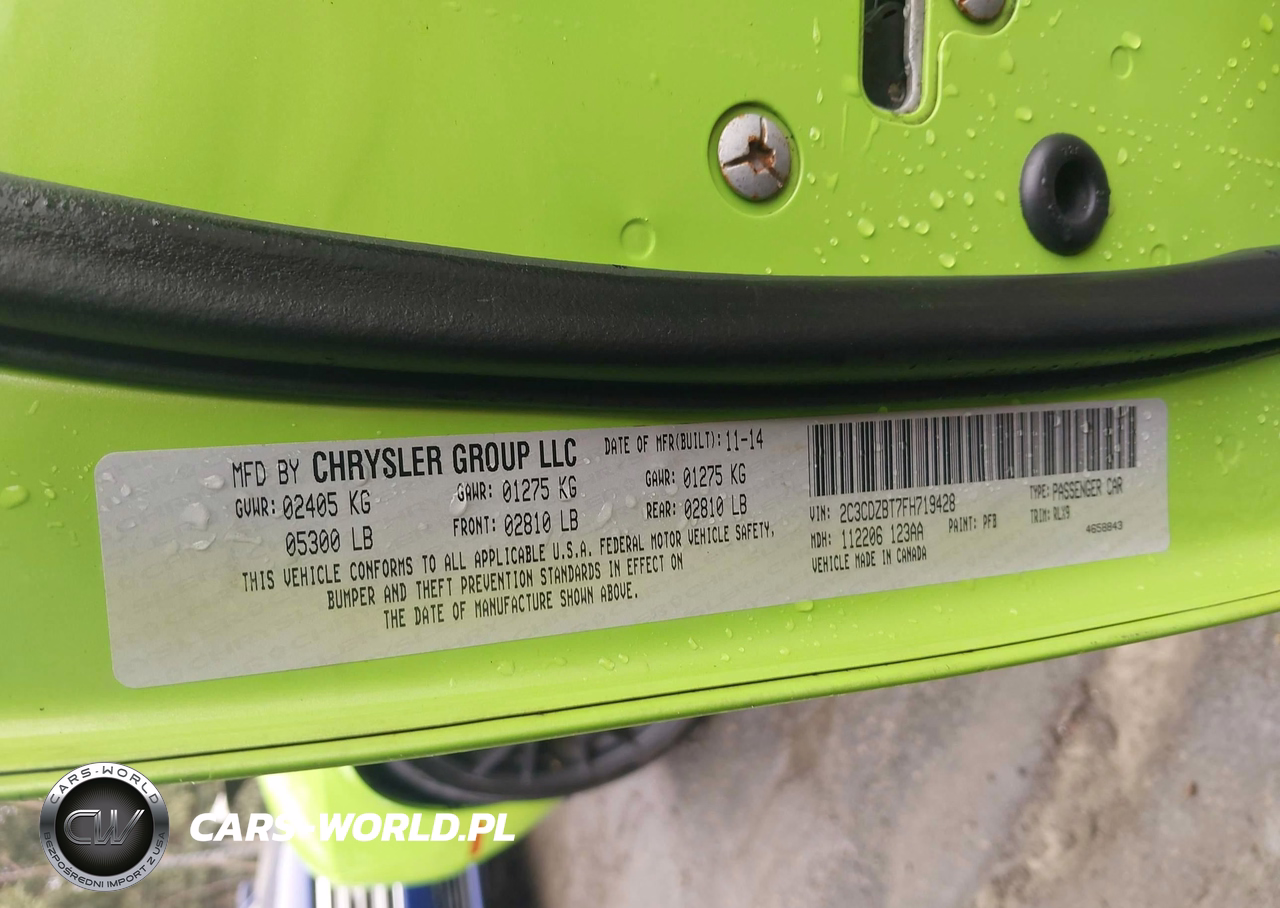 MFD BY CHRYSLER GROUP LLC DATE OF MFR(BUILT): 11-14
GVWR: 02405 KG GAWR: 01275 KG GAWR: 01275 KG
05300 LB FRONT: 02810 LB REAR: 02810 LB
THIS VEHICLE CONFORMS TO ALL APPLICABLE U.S.A. FEDERAL MOTOR VEHICLE SAFETY,
BUMPER AND THEFT PREVENTION STANDARDS IN EFFECT ON
THE DATE OF MANUFACTURE SHOWN ABOVE.
VIN: 2C3CDZBT7FH719428 TYPE: PASSENGER CAR
MDH: 112206 123AA PAINT: PFB TRIM: RLX9
VEHICLE MADE IN CANADA 4658843
CARS-WORLD
CW
BEZPOŚREDNI IMPORT Z USA
CARS-WORLD.PL